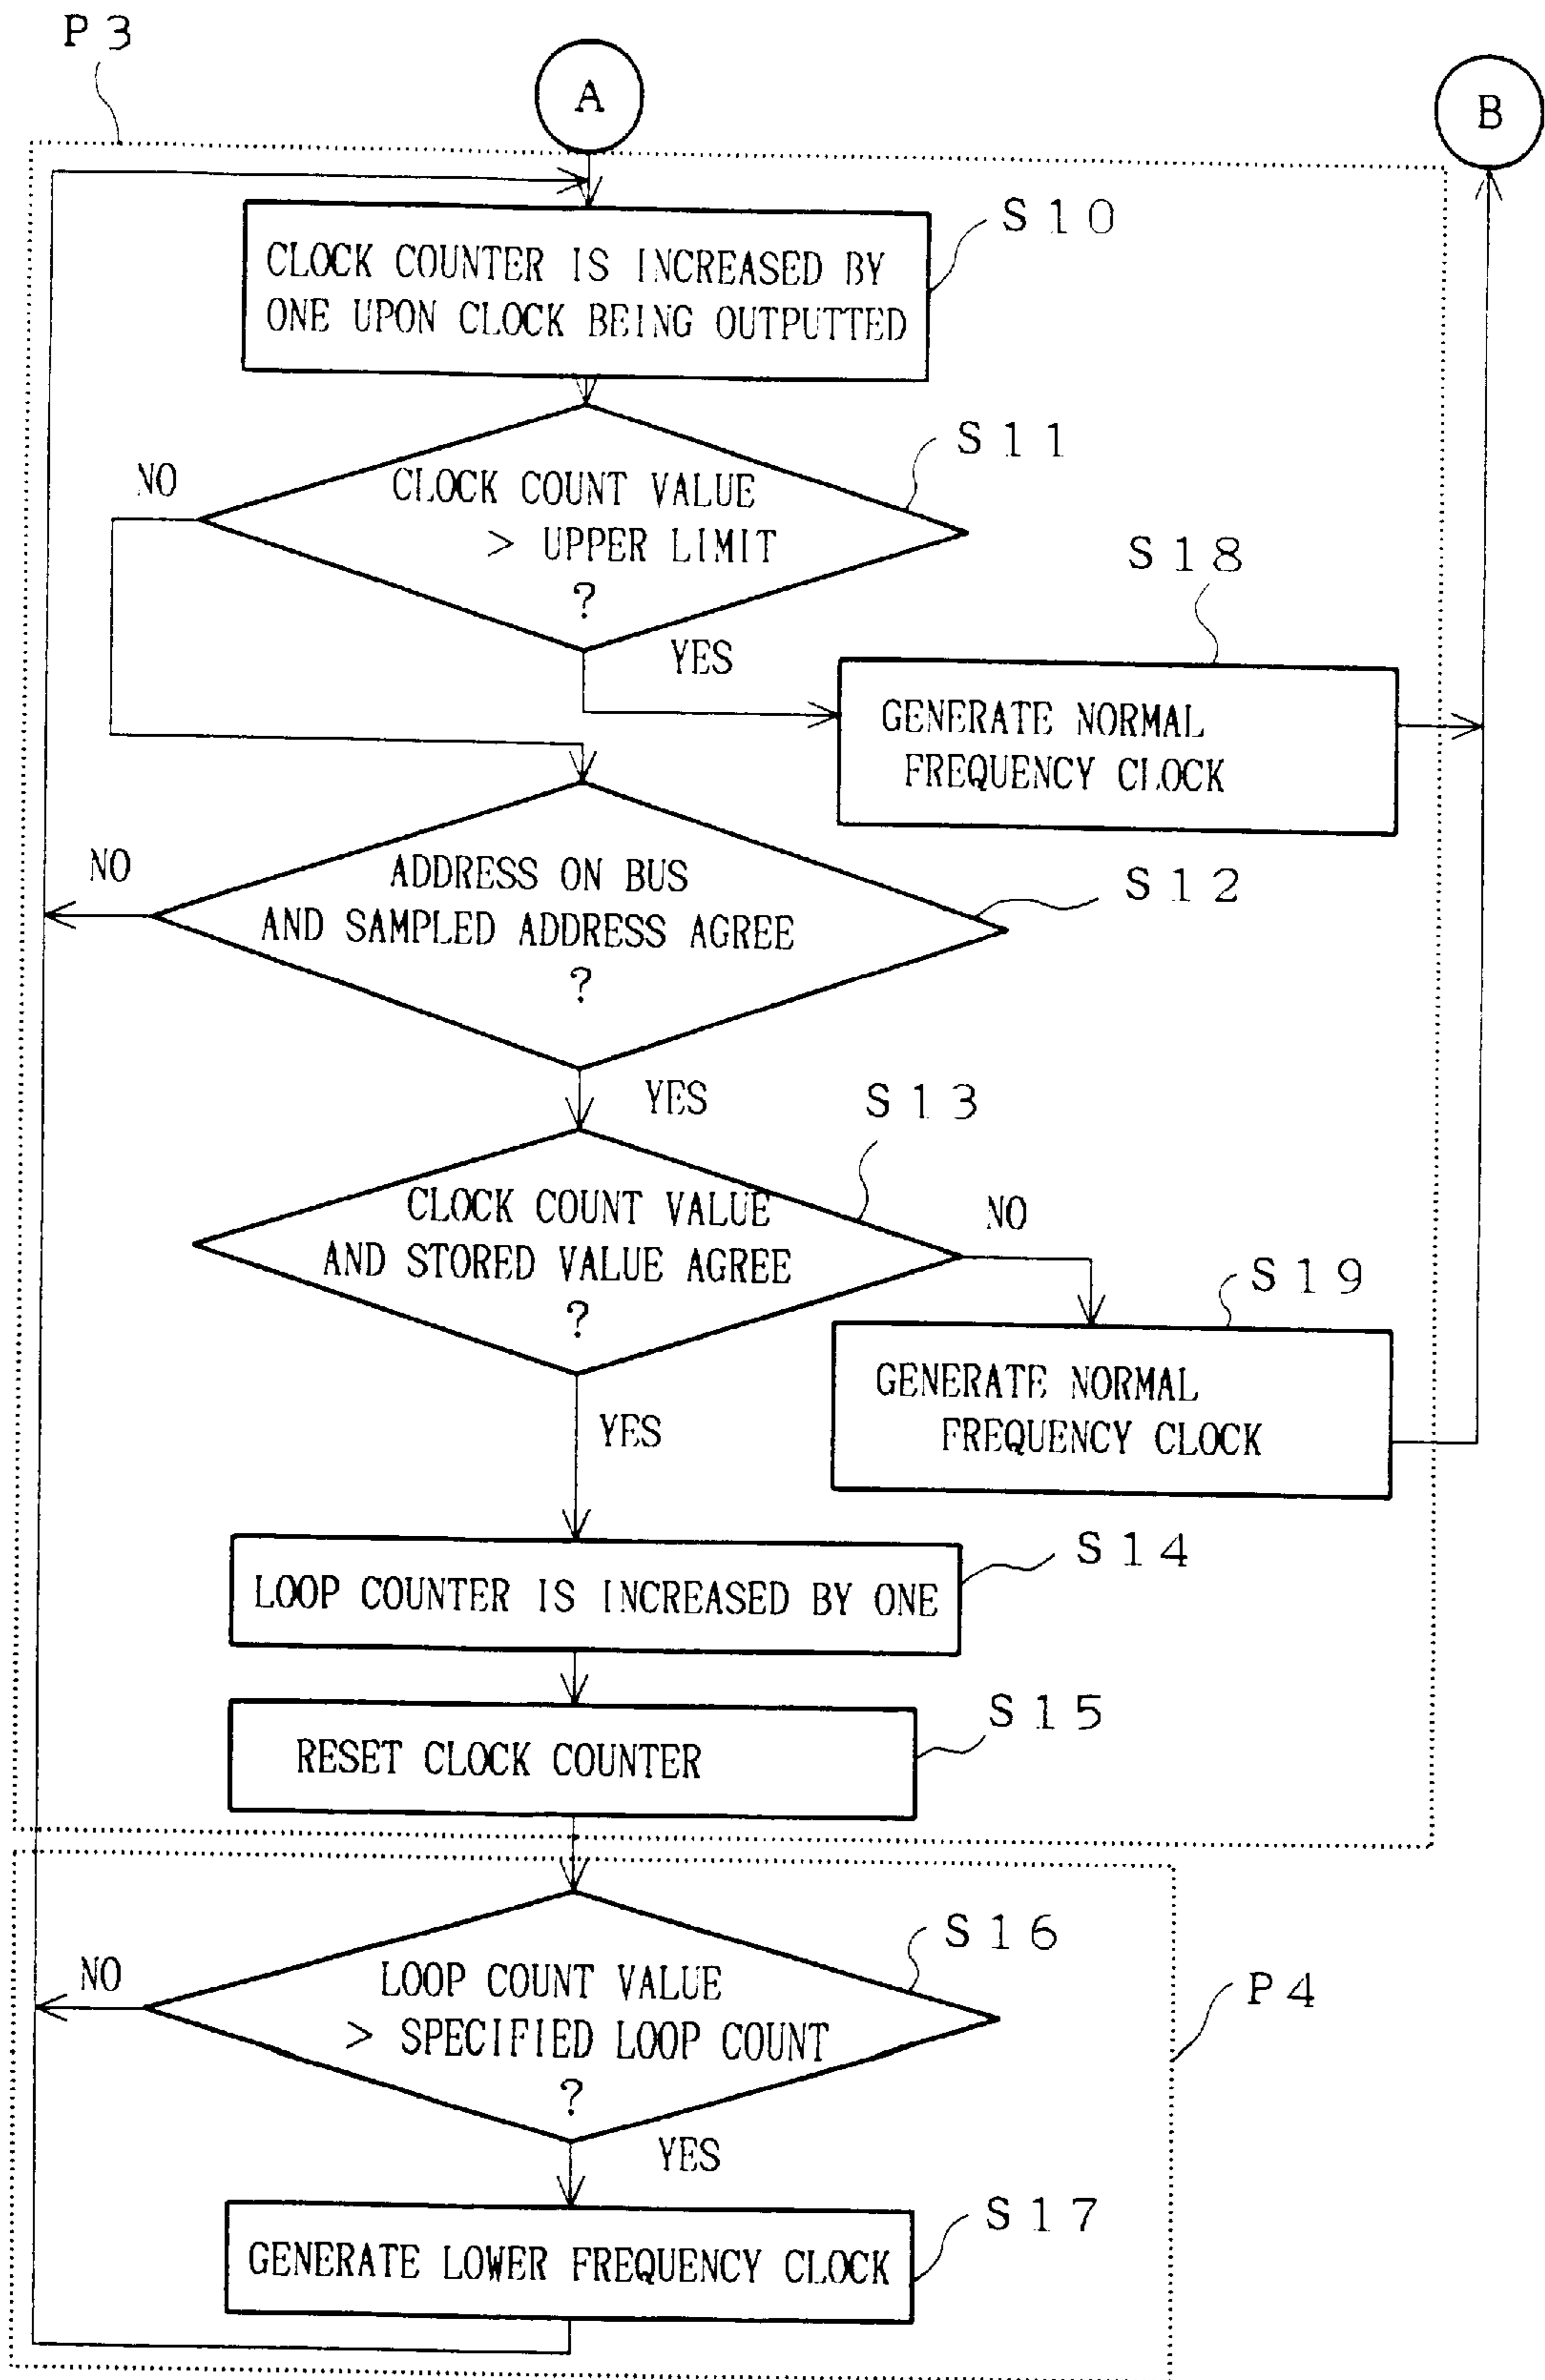 P3
A
B
S10
CLOCK COUNTER IS INCREASED BY
ONE UPON CLOCK BEING OUTPUTTED
S11
NO
CLOCK COUNT VALUE
> UPPER LIMIT
?
YES
S18
GENERATE NORMAL
FREQUENCY CLOCK
NO
ADDRESS ON BUS
AND SAMPLED ADDRESS AGREE
?
S12
YES
S13
CLOCK COUNT VALUE
AND STORED VALUE AGREE
?
NO
S19
GENERATE NORMAL
FREQUENCY CLOCK
YES
S14
LOOP COUNTER IS INCREASED BY ONE
S15
RESET CLOCK COUNTER
S16
NO
LOOP COUNT VALUE
> SPECIFIED LOOP COUNT
?
P4
YES
S17
GENERATE LOWER FREQUENCY CLOCK